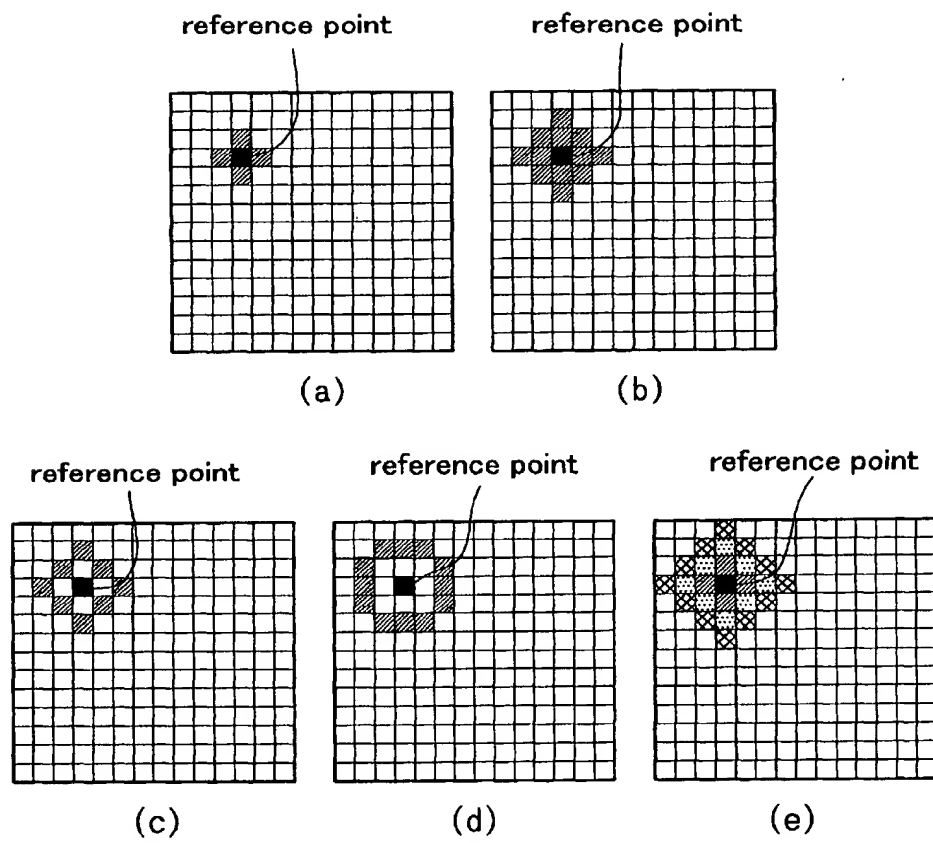 reference point
reference point
(a)
(b)
reference point
reference point
reference point
(c)
(d)
(e)